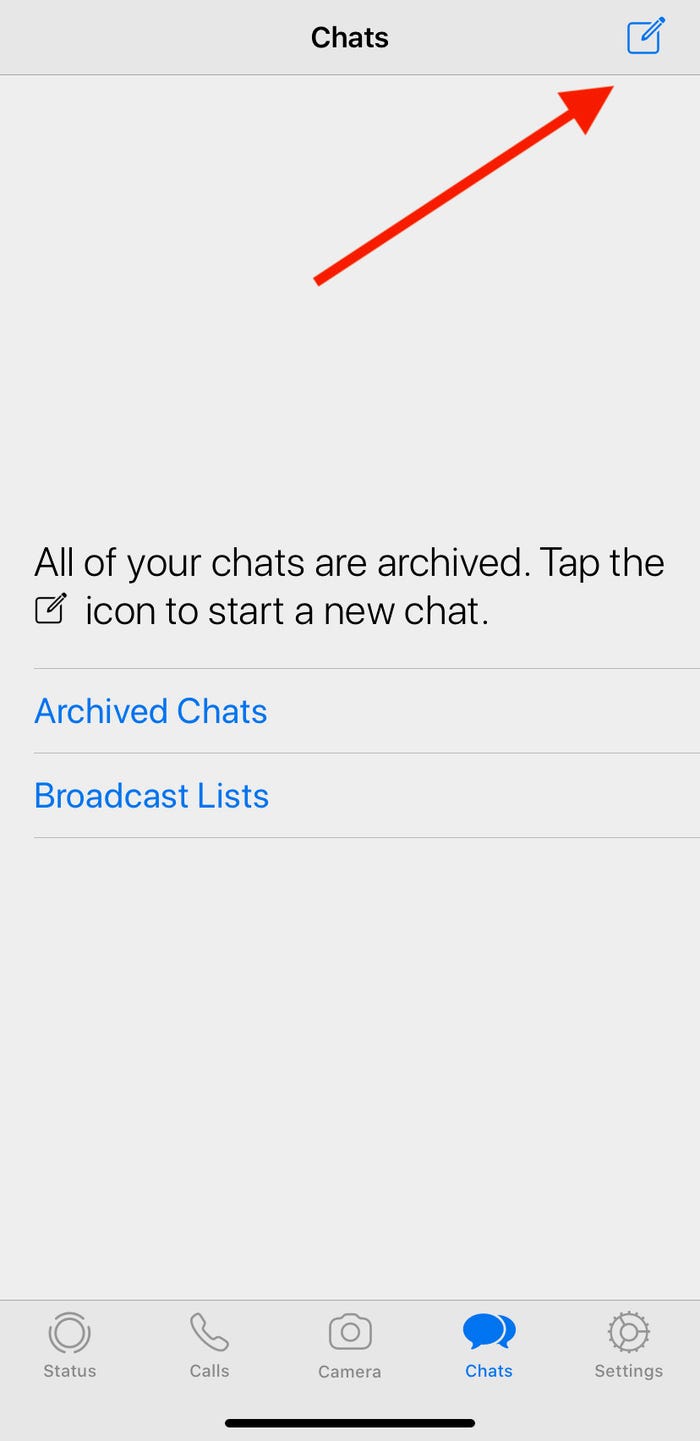 Chats
All of your chats are archived. Tap the
icon to start a new chat.
Archived Chats
Broadcast Lists
Status
Calls
Camera
Chats
Settings